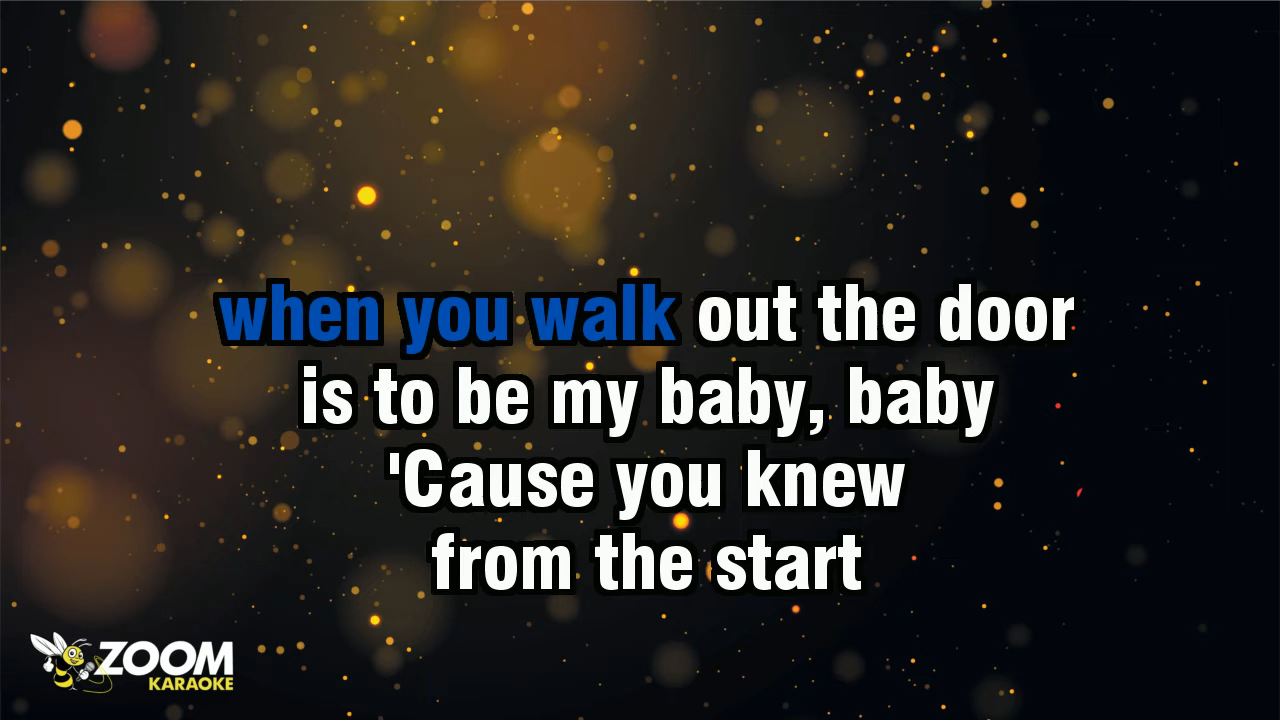 when you walk out the door
is to be my baby, baby
'Cause you knew
from the start
ZOOM
KARAOKE